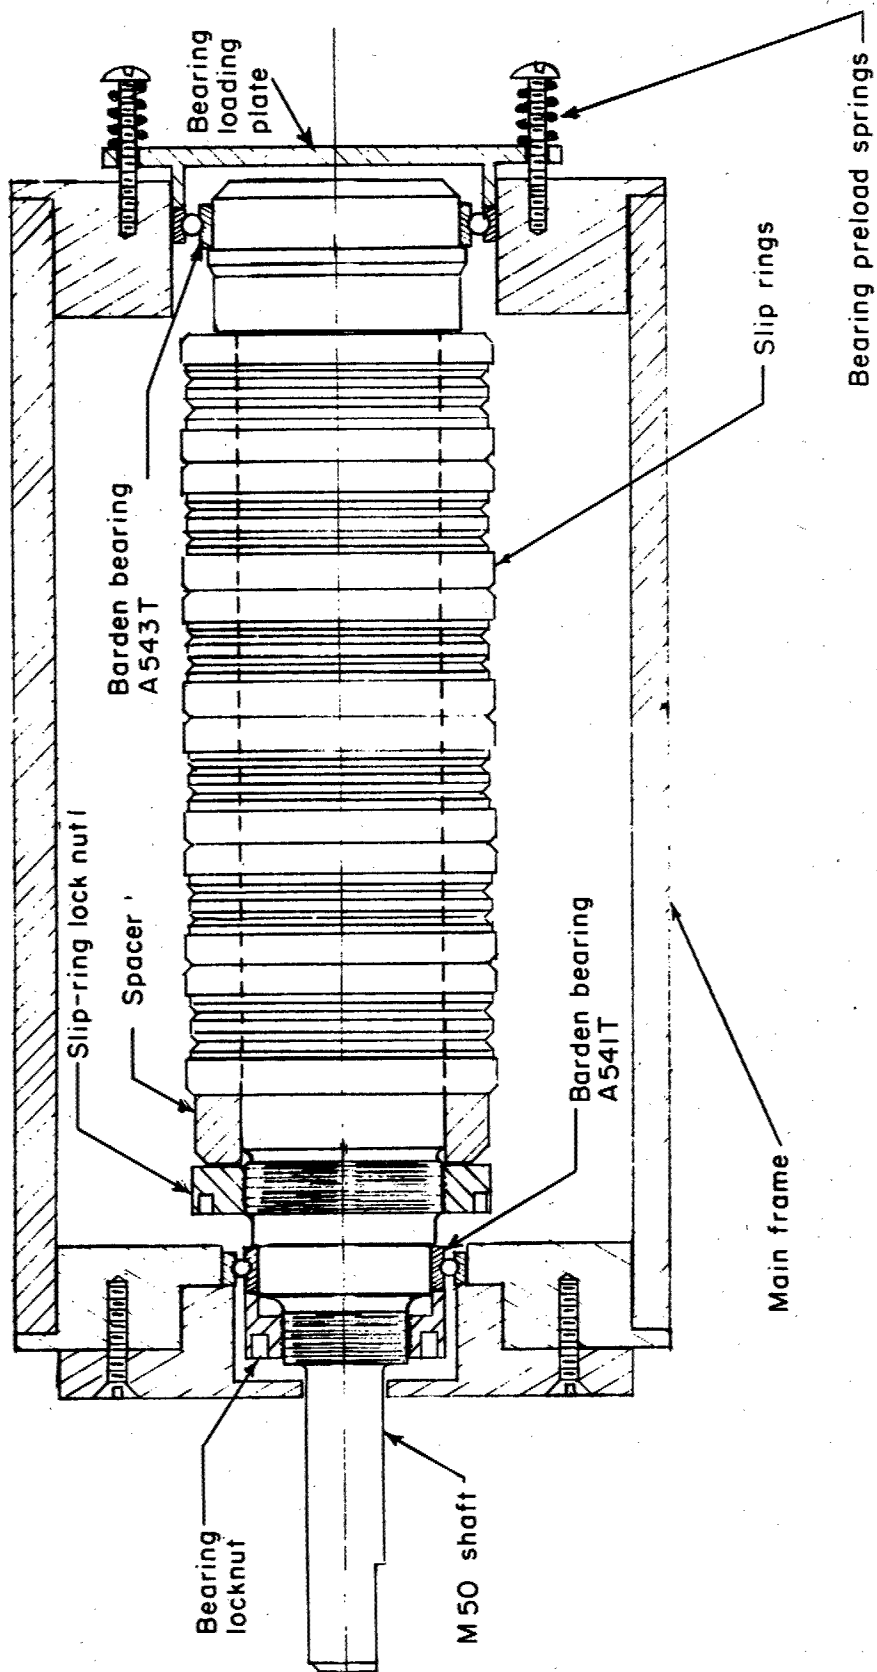 Bearing
loading
plate
Bearing preload springs
Slip rings
Barden bearing
A543T
Slip-ring lock nut
Spacer
Barden bearing
A541T
Main frame
Bearing
locknut
M50 shaft